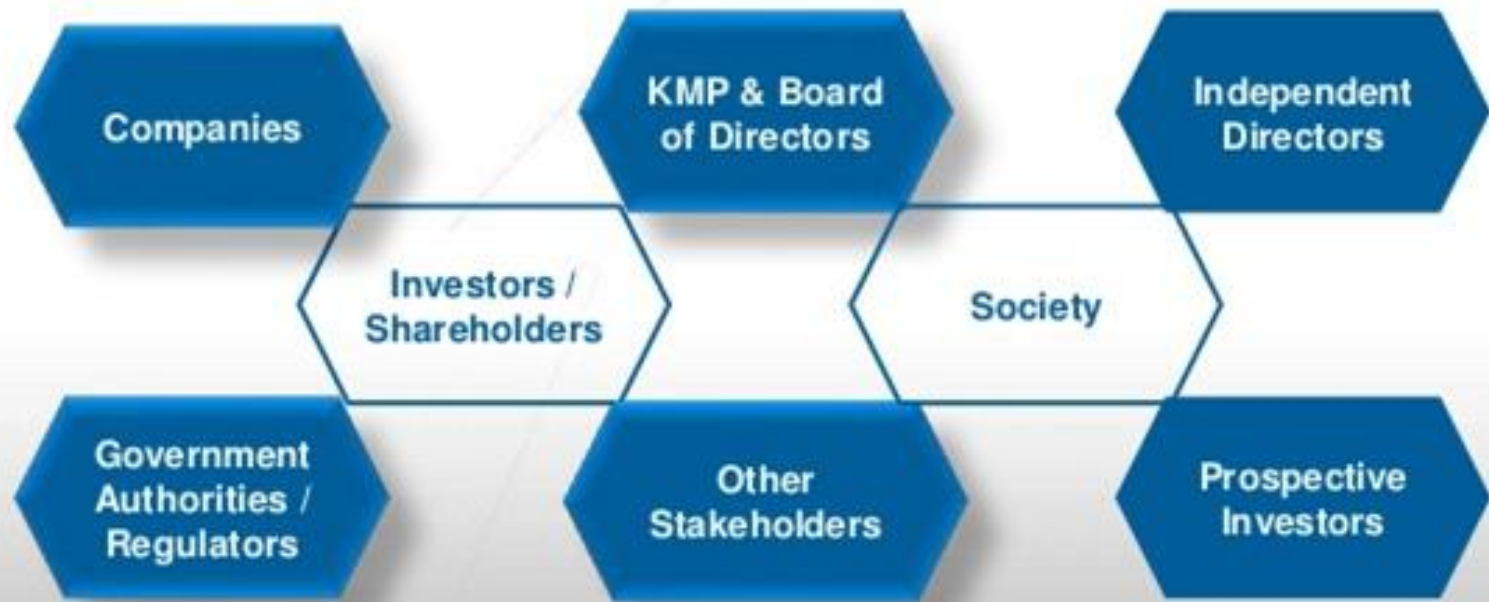 Companies
KMP & Board
of Directors
Independent
Directors
Investors /
Shareholders
Society
Government
Authorities /
Regulators
Other
Stakeholders
Prospective
Investors